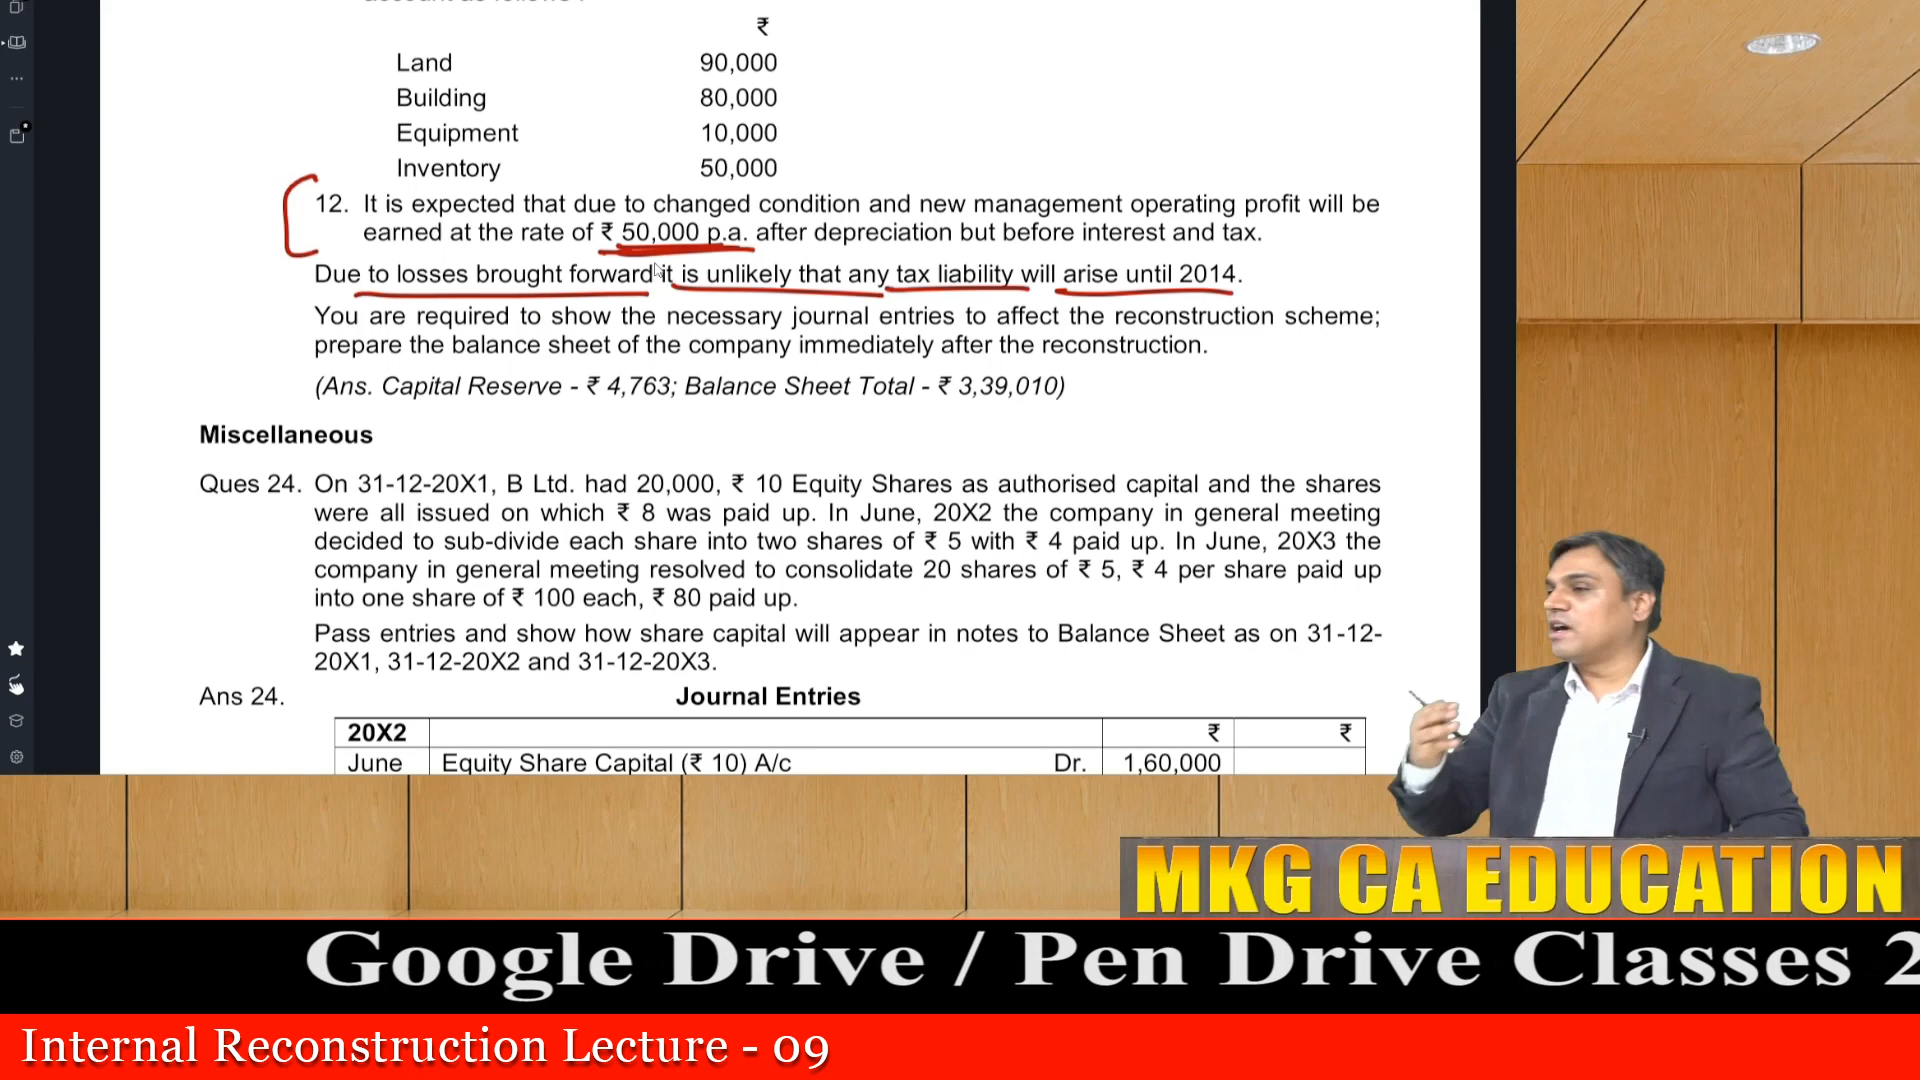 ₹
Land 90,000
Building 80,000
Equipment 10,000
Inventory 50,000
12. It is expected that due to changed condition and new management operating profit will be
earned at the rate of ₹ 50,000 p.a. after depreciation but before interest and tax.
Due to losses brought forward it is unlikely that any tax liability will arise until 2014.
You are required to show the necessary journal entries to affect the reconstruction scheme;
prepare the balance sheet of the company immediately after the reconstruction.
(Ans. Capital Reserve - ₹ 4,763; Balance Sheet Total - ₹ 3,39,010)
Miscellaneous
Ques 24. On 31-12-20X1, B Ltd. had 20,000, ₹ 10 Equity Shares as authorised capital and the shares
were all issued on which ₹ 8 was paid up. In June, 20X2 the company in general meeting
decided to sub-divide each share into two shares of ₹ 5 with ₹ 4 paid up. In June, 20X3 the
company in general meeting resolved to consolidate 20 shares of ₹ 5, ₹ 4 per share paid up
into one share of ₹ 100 each, ₹ 80 paid up.
Pass entries and show how share capital will appear in notes to Balance Sheet as on 31-12-
20X1, 31-12-20X2 and 31-12-20X3.
Ans 24. Journal Entries
20X2 ₹ ₹
June Equity Share Capital (₹ 10) A/c Dr. 1,60,000
MKG CA EDUCATION
Google Drive / Pen Drive Classes 2
Internal Reconstruction Lecture - 09